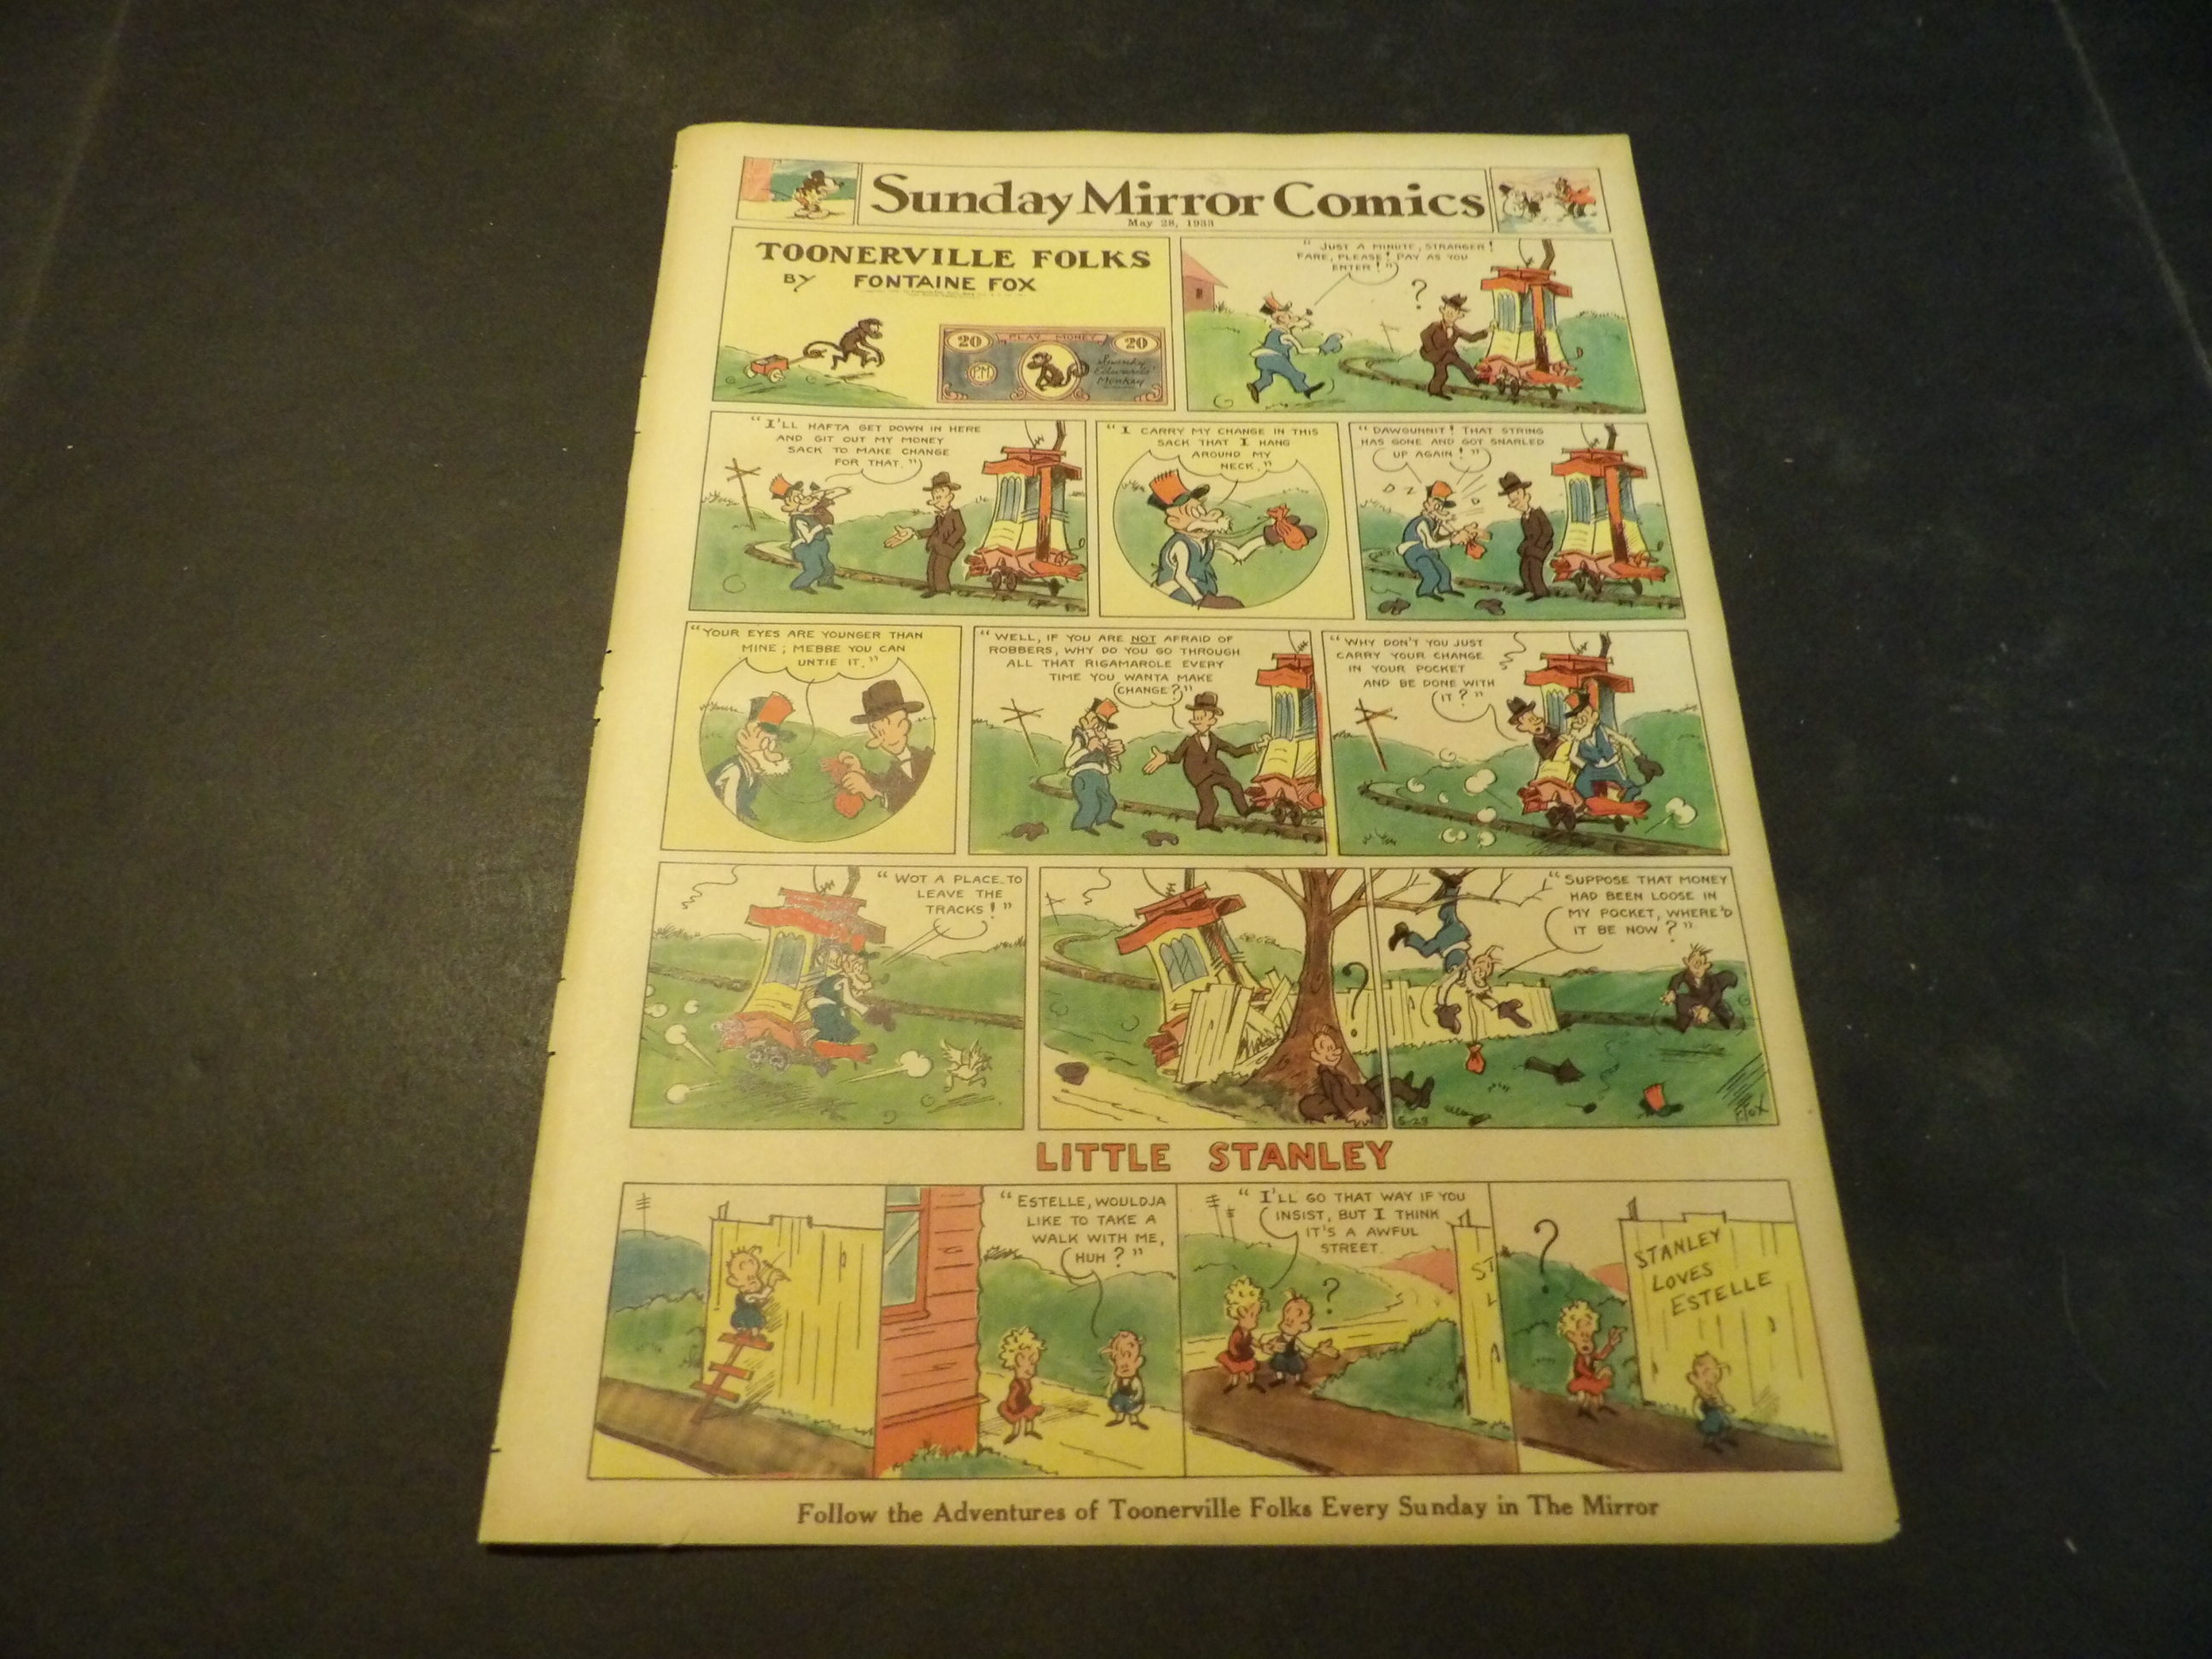 Sunday Mirror Comics
May 28, 1933
TOONERVILLE FOLKS
BY FONTAINE FOX
20 PLAY MONEY 20
PM
Monkey
"JUST A MINUTE, STRANGER!
FARE, PLEASE! PAY AS YOU
ENTER!"
?
"I'LL HAFTA GET DOWN IN HERE
AND GIT OUT MY MONEY
SACK TO MAKE CHANGE
FOR THAT."
"I CARRY MY CHANGE IN THIS
SACK THAT I HANG
AROUND MY
NECK."
"DAWGUNNIT! THAT STRING
HAS GONE AND GOT SNARLED
UP AGAIN!"
"YOUR EYES ARE YOUNGER THAN
MINE; MEBBE YOU CAN
UNTIE IT."
"WELL, IF YOU ARE NOT AFRAID OF
ROBBERS, WHY DO YOU GO THROUGH
ALL THAT RIGAMAROLE EVERY
TIME YOU WANTA MAKE
CHANGE?"
"WHY DON'T YOU JUST
CARRY YOUR CHANGE
IN YOUR POCKET
AND BE DONE WITH
IT?"
"WOT A PLACE TO
LEAVE THE
TRACKS!"
?
"SUPPOSE THAT MONEY
HAD BEEN LOOSE IN
MY POCKET, WHERE'D
IT BE NOW?"
5-28
F. FOX
LITTLE STANLEY
"ESTELLE, WOULDJA
LIKE TO TAKE A
WALK WITH ME,
HUH?"
"I'LL GO THAT WAY IF YOU
INSIST, BUT I THINK
IT'S A AWFUL
STREET.
?
ST
L
?
STANLEY
LOVES
ESTELLE
Follow the Adventures of Toonerville Folks Every Sunday in The Mirror